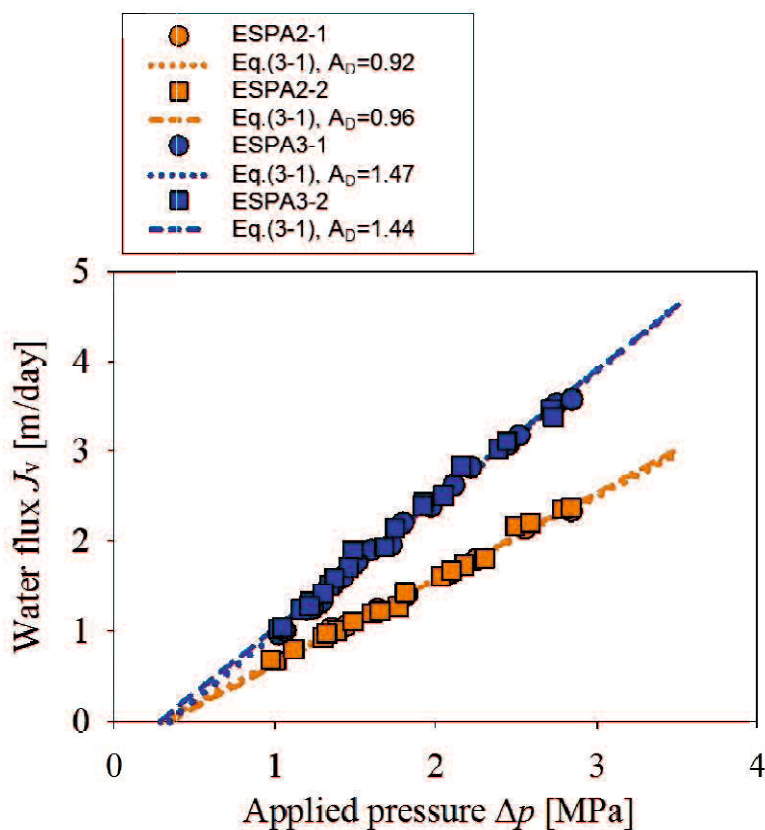 ESPA2-1
Eq.(3-1), A_D=0.92
ESPA2-2
Eq.(3-1), A_D=0.96
ESPA3-1
Eq.(3-1), A_D=1.47
ESPA3-2
Eq.(3-1), A_D=1.44
5
4
3
2
1
0
Water flux J_v [m/day]
0 1 2 3 4
Applied pressure Δp [MPa]